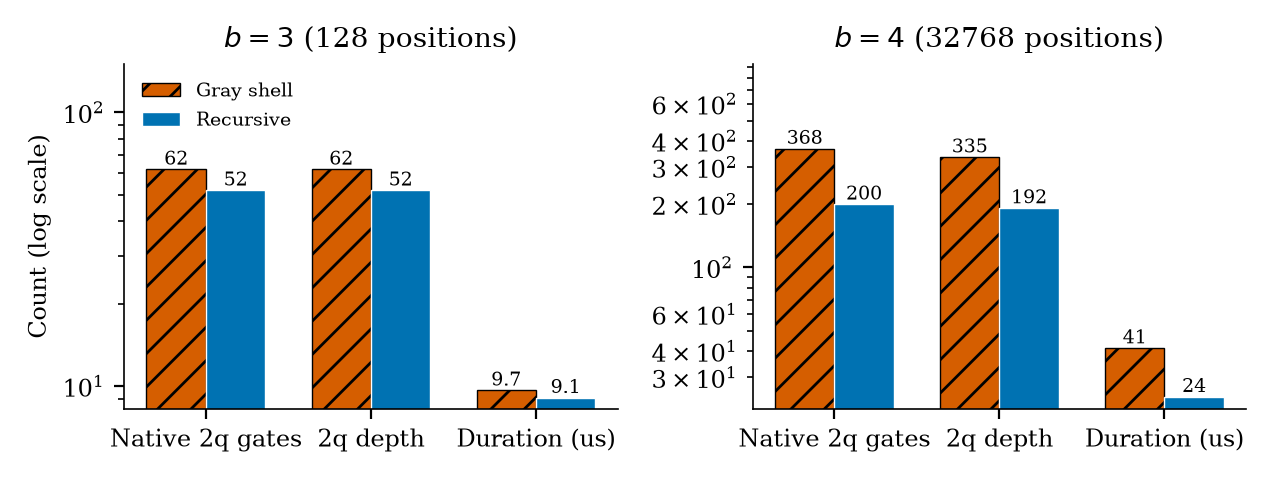 b = 3 (128 positions)
Count (log scale)
10²
10¹
Gray shell
Recursive
62
52
62
52
9.7
9.1
Native 2q gates
2q depth
Duration (us)
b = 4 (32768 positions)
6 × 10²
4 × 10²
3 × 10²
2 × 10²
10²
6 × 10¹
4 × 10¹
3 × 10¹
368
200
335
192
41
24
Native 2q gates
2q depth
Duration (us)